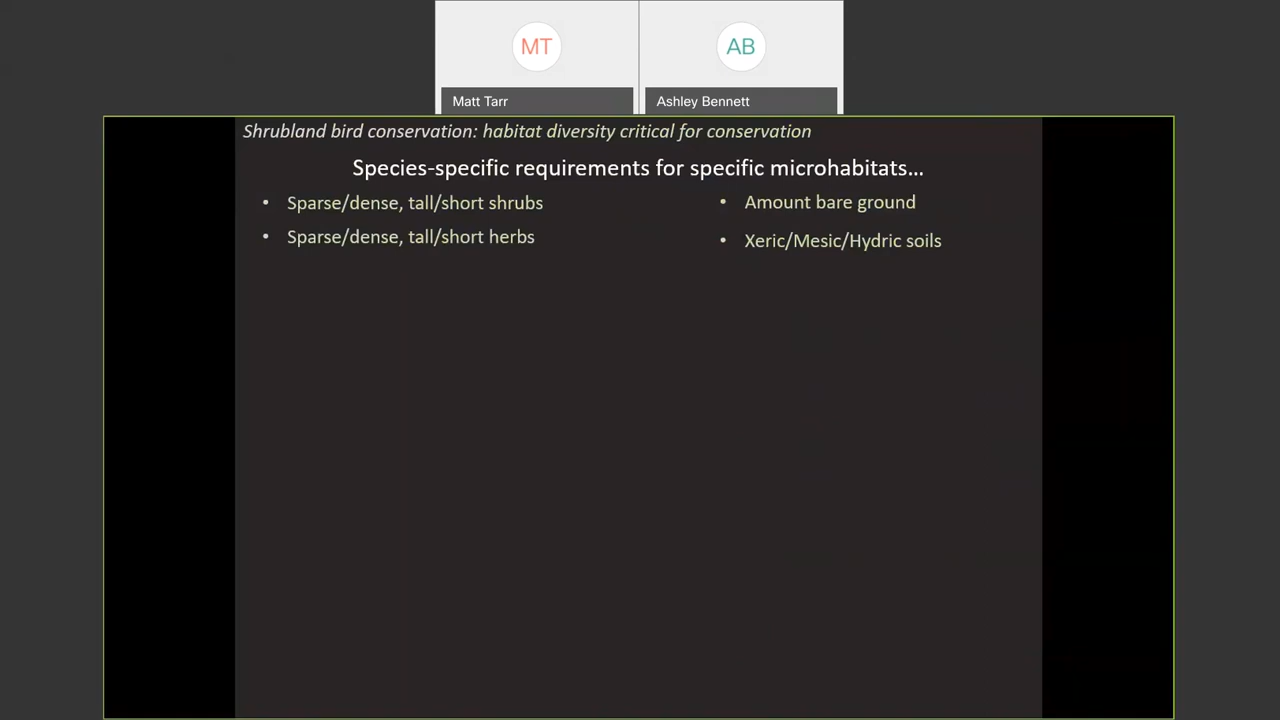 MT
AB
Matt Tarr
Ashley Bennett
Shrubland bird conservation: habitat diversity critical for conservation
Species-specific requirements for specific microhabitats...
• Sparse/dense, tall/short shrubs
• Sparse/dense, tall/short herbs
• Amount bare ground
• Xeric/Mesic/Hydric soils